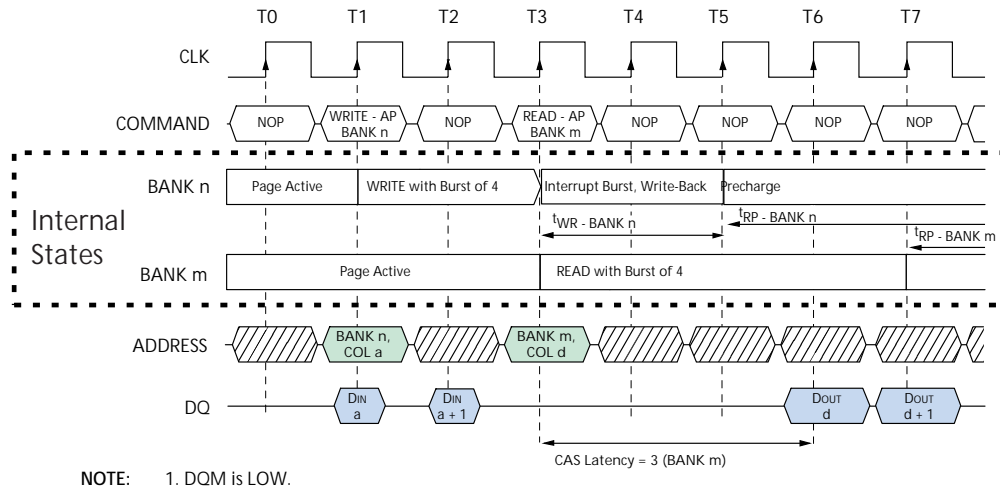 T0 T1 T2 T3 T4 T5 T6 T7
CLK
COMMAND NOP WRITE - AP BANK n NOP READ - AP BANK m NOP NOP NOP NOP
Internal States
BANK n Page Active WRITE with Burst of 4 Interrupt Burst, Write-Back Precharge
tWR - BANK n tRP - BANK n
tRP - BANK m
BANK m Page Active READ with Burst of 4
ADDRESS BANK n, COL a BANK m, COL d
DQ DIN a DIN a + 1 DOUT d DOUT d + 1
CAS Latency = 3 (BANK m)
NOTE: 1. DQM is LOW.